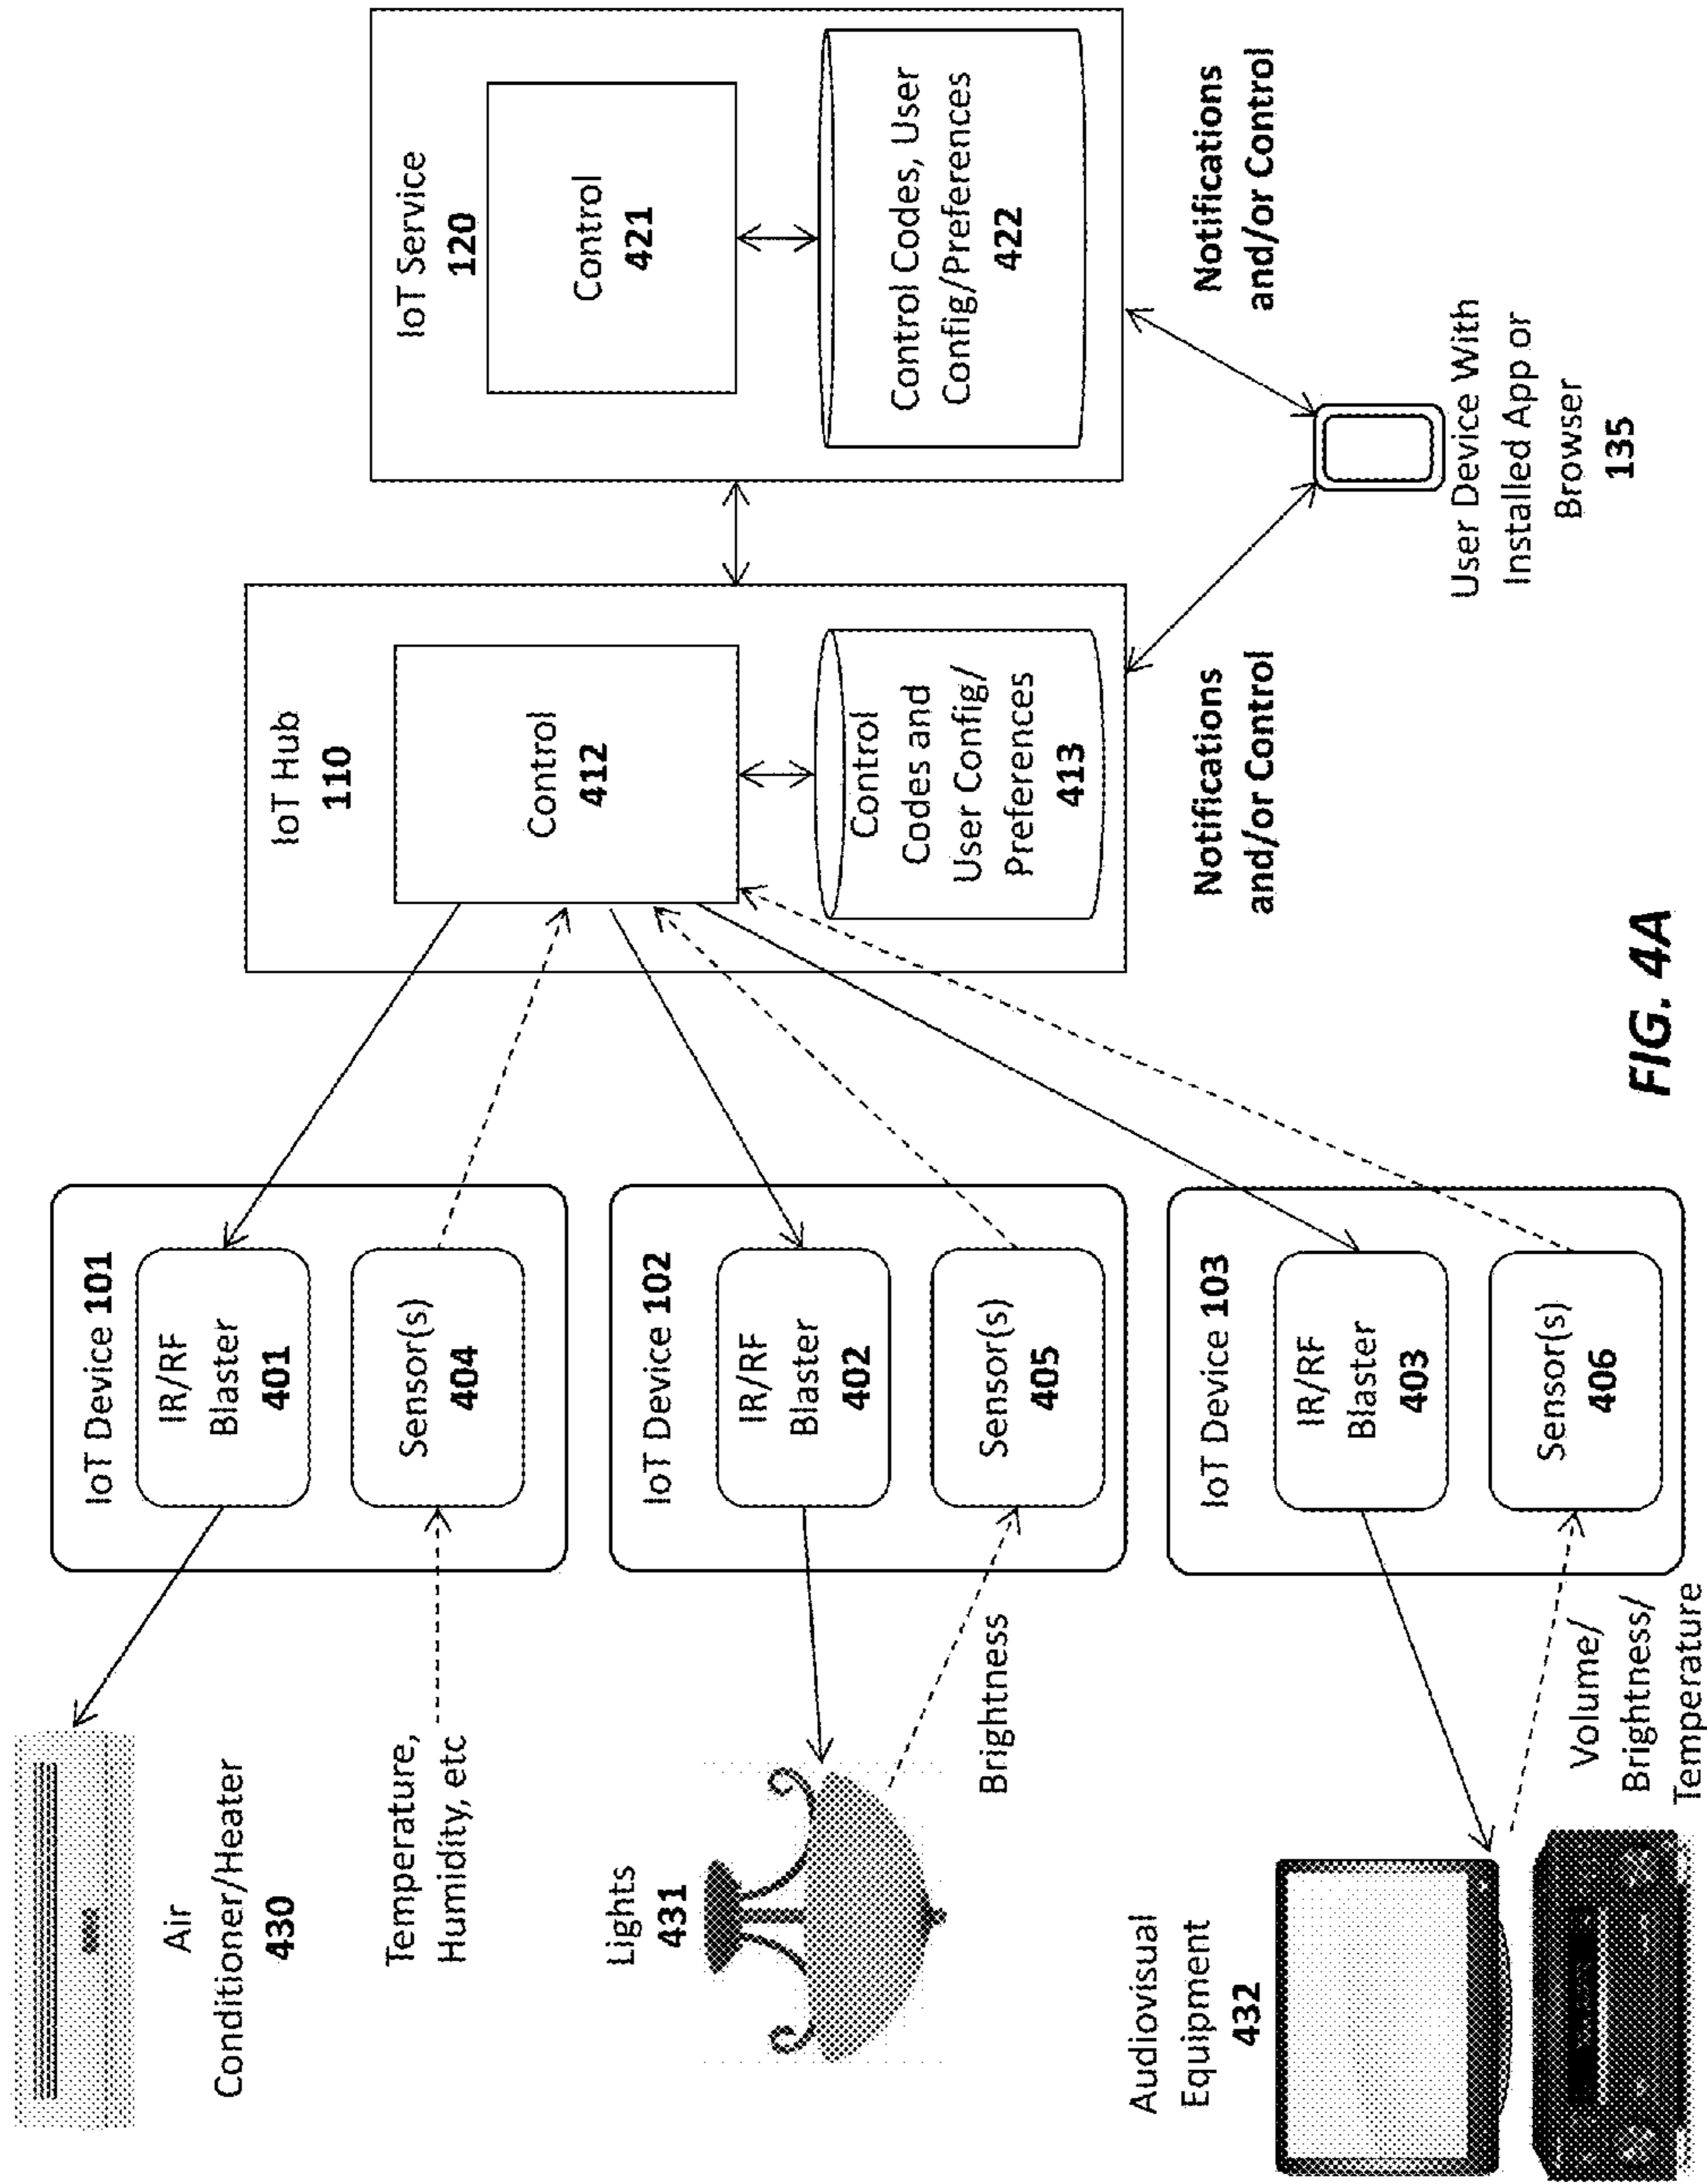 Air
Conditioner/Heater
430
Temperature,
Humidity, etc
Lights
431
Brightness
Audiovisual
Equipment
432
Volume/
Brightness/
Temperature
IoT Device 101
IR/RF
Blaster
401
Sensor(s)
404
IoT Device 102
IR/RF
Blaster
402
Sensor(s)
405
IoT Device 103
IR/RF
Blaster
403
Sensor(s)
406
IoT Hub
110
Control
412
Control
Codes and
User Config/
Preferences
413
Notifications
and/or Control
IoT Service
120
Control
421
Control Codes, User
Config/Preferences
422
Notifications
and/or Control
User Device With
Installed App or
Browser
135
FIG. 4A